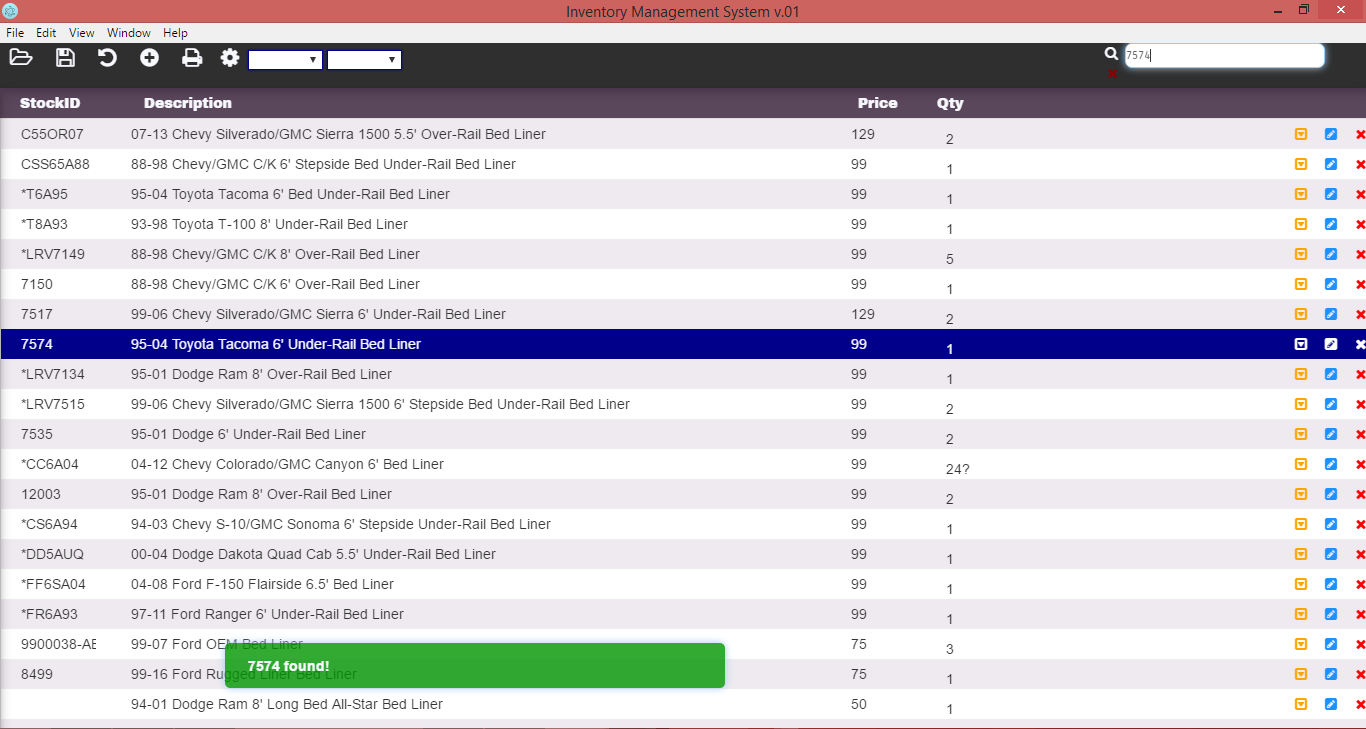 Inventory Management System v.01
File Edit View Window Help
7574
StockID Description Price Qty
C55OR07 07-13 Chevy Silverado/GMC Sierra 1500 5.5' Over-Rail Bed Liner 129 2
CSS65A88 88-98 Chevy/GMC C/K 6' Stepside Bed Under-Rail Bed Liner 99 1
*T6A95 95-04 Toyota Tacoma 6' Bed Under-Rail Bed Liner 99 1
*T8A93 93-98 Toyota T-100 8' Under-Rail Bed Liner 99 1
*LRV7149 88-98 Chevy/GMC C/K 8' Over-Rail Bed Liner 99 5
7150 88-98 Chevy/GMC C/K 6' Over-Rail Bed Liner 99 1
7517 99-06 Chevy Silverado/GMC Sierra 6' Under-Rail Bed Liner 129 2
7574 95-04 Toyota Tacoma 6' Under-Rail Bed Liner 99 1
*LRV7134 95-01 Dodge Ram 8' Over-Rail Bed Liner 99 1
*LRV7515 99-06 Chevy Silverado/GMC Sierra 1500 6' Stepside Bed Under-Rail Bed Liner 99 2
7535 95-01 Dodge 6' Under-Rail Bed Liner 99 2
*CC6A04 04-12 Chevy Colorado/GMC Canyon 6' Bed Liner 99 24?
12003 95-01 Dodge Ram 8' Over-Rail Bed Liner 99 2
*CS6A94 94-03 Chevy S-10/GMC Sonoma 6' Stepside Under-Rail Bed Liner 99 1
*DD5AUQ 00-04 Dodge Dakota Quad Cab 5.5' Under-Rail Bed Liner 99 1
*FF6SA04 04-08 Ford F-150 Flairside 6.5' Bed Liner 99 1
*FR6A93 97-11 Ford Ranger 6' Under-Rail Bed Liner 99 1
9900038-AE 99-07 Ford OEM Bed Liner 75 3
7574 found!
8499 99-16 Ford Rugged Liner Bed Liner 75 1
94-01 Dodge Ram 8' Long Bed All-Star Bed Liner 50 1